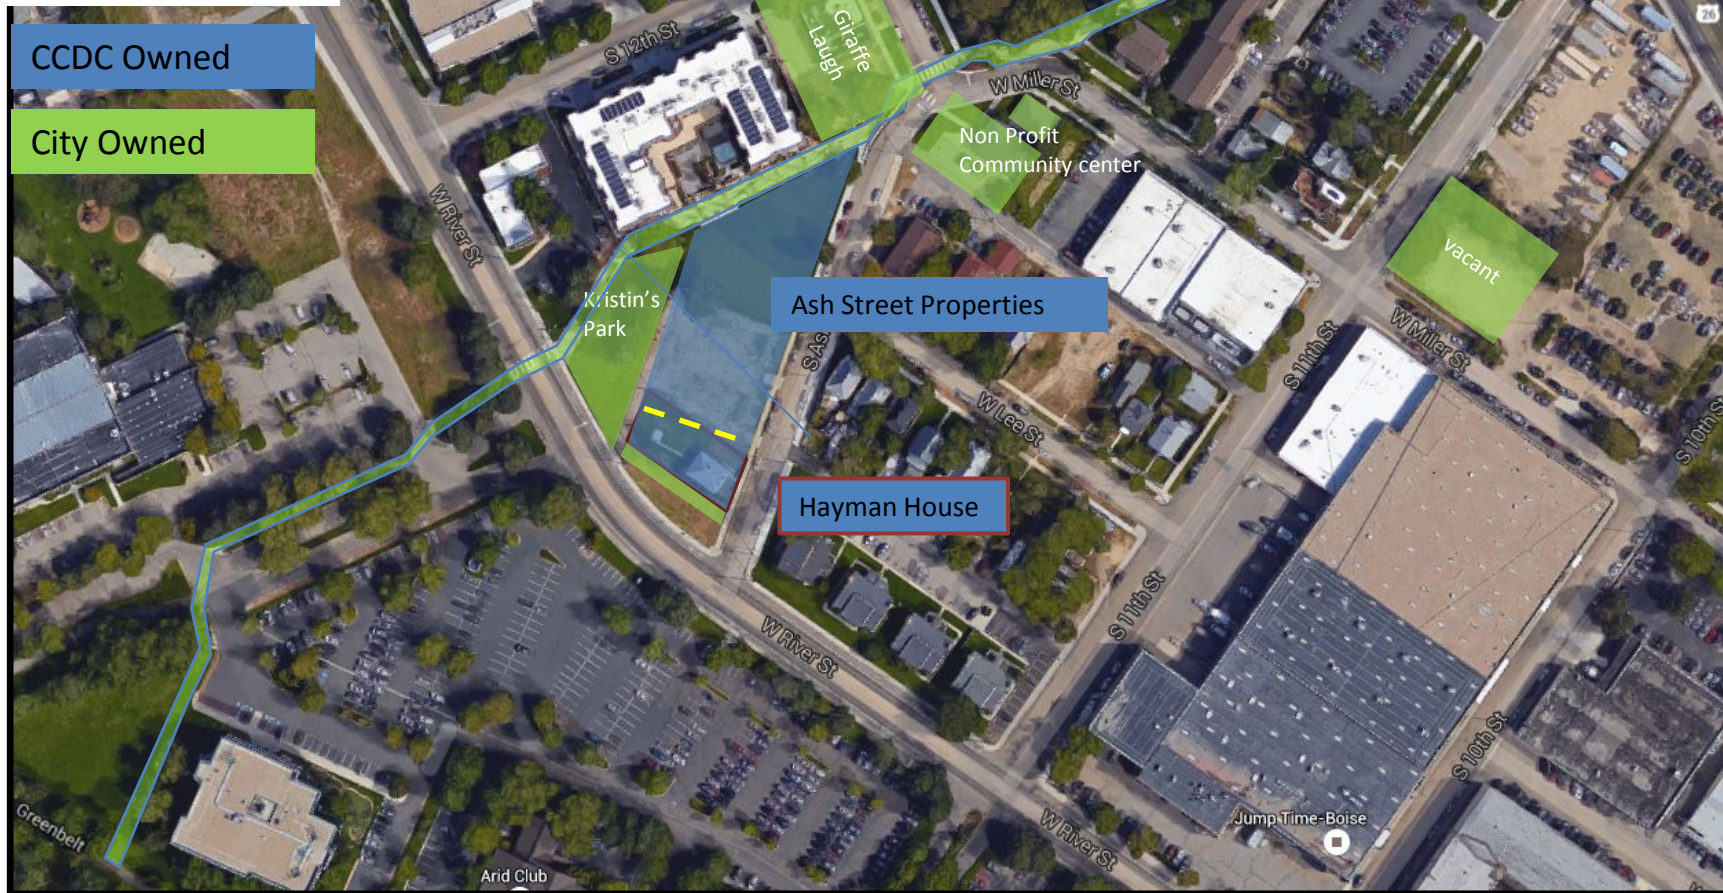 CCDC Owned
City Owned
S 12th St
Giraffe
Laugh
26
W Miller St
Non Profit
Community center
W River St
vacant
Kristin's
Park
Ash Street Properties
S As
S 11th St
W Miller St
W Lee St
S 10th St
Hayman House
S 11th St
W River St
S 10th St
Greenbelt
W River St
Jump Time-Boise
Arid Club